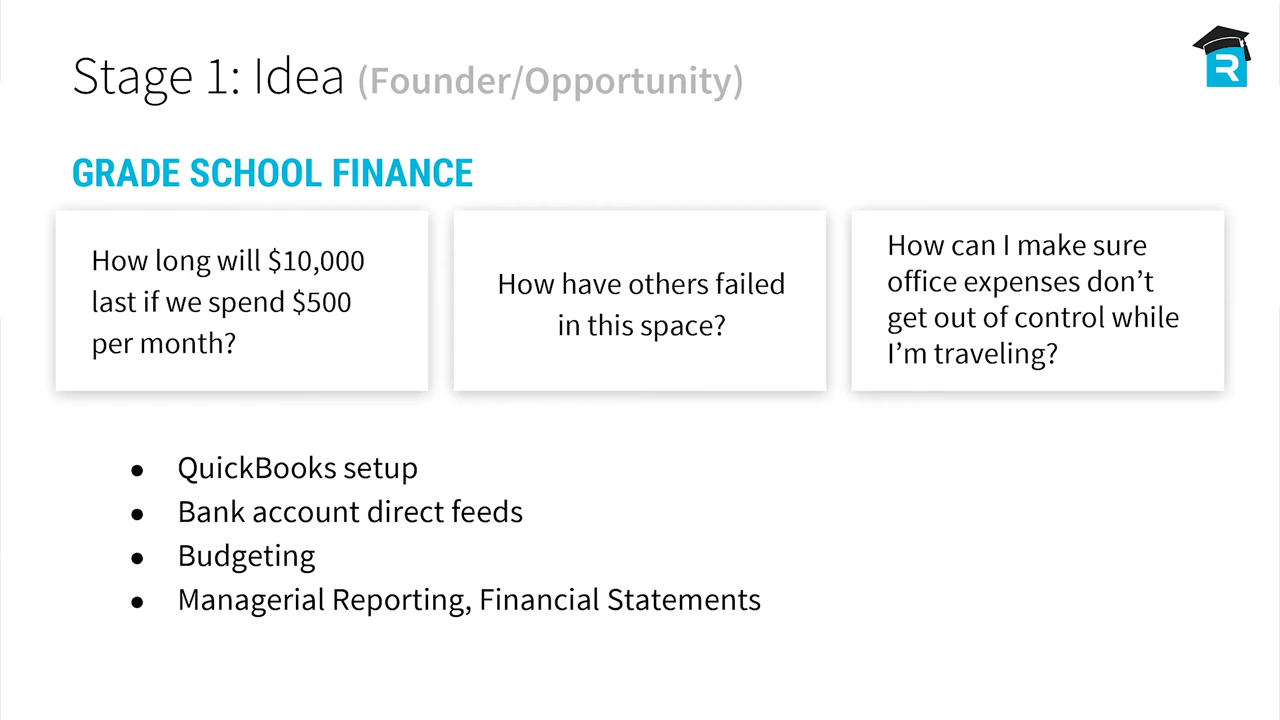 Stage 1: Idea (Founder/Opportunity)
R
GRADE SCHOOL FINANCE
How long will $10,000
last if we spend $500
per month?
How have others failed
in this space?
How can I make sure
office expenses don’t
get out of control while
I’m traveling?
● QuickBooks setup
● Bank account direct feeds
● Budgeting
● Managerial Reporting, Financial Statements